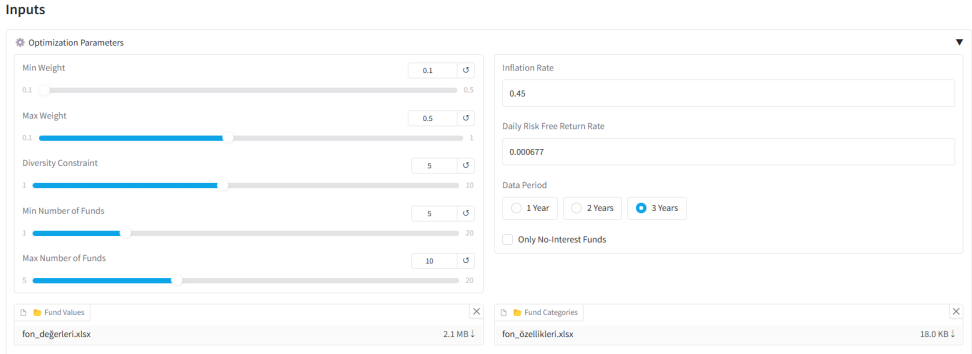 Inputs
Optimization Parameters
Min Weight
0.1
0.1
0.5
Max Weight
0.5
0.1
1
Diversity Constraint
5
1
10
Min Number of Funds
5
1
20
Max Number of Funds
10
5
20
Inflation Rate
0.45
Daily Risk Free Return Rate
0.000677
Data Period
1 Year
2 Years
3 Years
Only No-Interest Funds
Fund Values
fon_değerleri.xlsx
2.1 MB ↓
Fund Categories
fon_özellikleri.xlsx
18.0 KB ↓